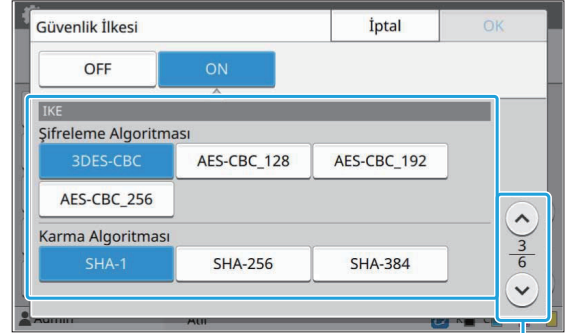 Güvenlik İlkesi İptal OK
OFF ON
IKE
Şifreleme Algoritması
3DES-CBC AES-CBC_128 AES-CBC_192
AES-CBC_256
Karma Algoritması
SHA-1 SHA-256 SHA-384
3
6
Admin